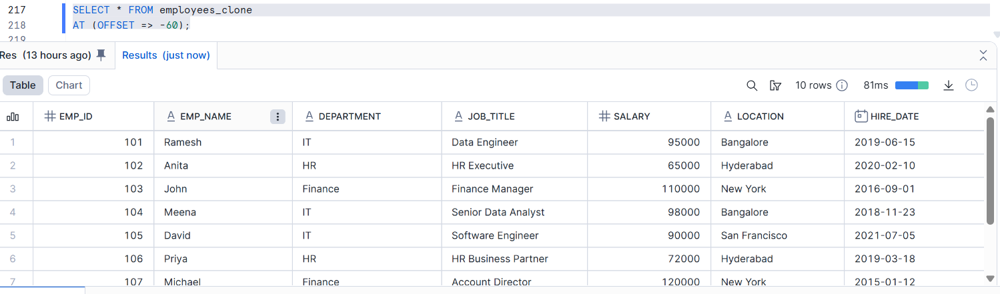 217 SELECT * FROM employees_clone
218 AT (OFFSET => -60);
219
Res (13 hours ago) Results (just now)
Table Chart 10 rows 81ms
EMP_ID EMP_NAME DEPARTMENT JOB_TITLE SALARY LOCATION HIRE_DATE
1 101 Ramesh IT Data Engineer 95000 Bangalore 2019-06-15
2 102 Anita HR HR Executive 65000 Hyderabad 2020-02-10
3 103 John Finance Finance Manager 110000 New York 2016-09-01
4 104 Meena IT Senior Data Analyst 98000 Bangalore 2018-11-23
5 105 David IT Software Engineer 90000 San Francisco 2021-07-05
6 106 Priya HR HR Business Partner 72000 Hyderabad 2019-03-18
7 107 Michael Finance Account Director 120000 New York 2015-01-12